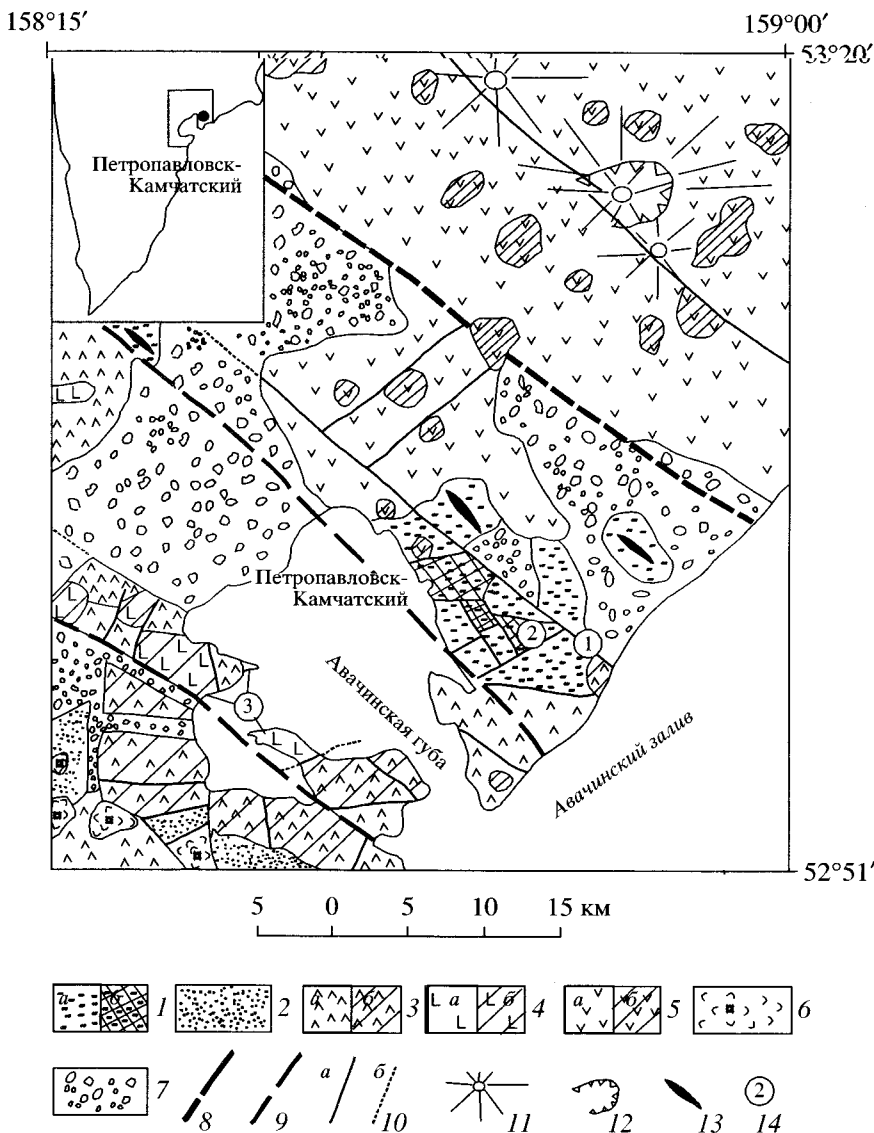 158°15′ 159°00′
53°20′
Петропавловск-
Камчатский
Петропавловск-
Камчатский
2
1
3
Авачинская губа
Авачинский залив
52°51′
5 0 5 10 15 км
а б 1 2 а б 3 а б 4 а б 5 6
7 8 9 а б 10 11 12 13 2 14